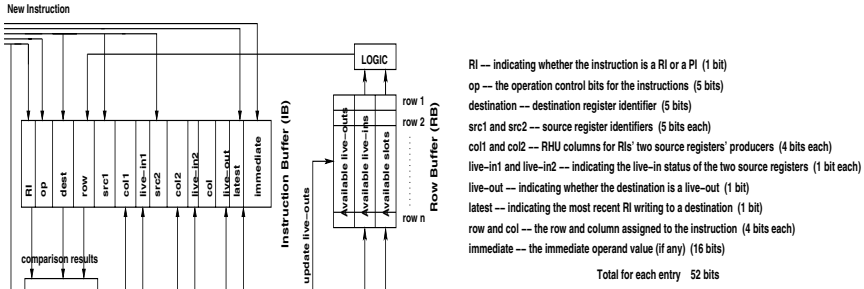 New Instruction
LOGIC
RI
op
dest
row
src1
col1
live-in1
src2
col2
live-in2
col
live-out
latest
immediate
Instruction Buffer (IB)
comparison results
update live-outs
Available live-outs
Available live-ins
Available slots
row 1
row 2
row n
Row Buffer (RB)
RI -- indicating whether the instruction is a RI or a PI (1 bit)
op -- the operation control bits for the instructions (5 bits)
destination -- destination register identifier (5 bits)
src1 and src2 -- source register identifiers (5 bits each)
col1 and col2 -- RHU columns for RIs' two source registers' producers (4 bits each)
live-in1 and live-in2 -- indicating the live-in status of the two source registers (1 bit each)
live-out -- indicating whether the destination is a live-out (1 bit)
latest -- indicating the most recent RI writing to a destination (1 bit)
row and col -- the row and column assigned to the instruction (4 bits each)
immediate -- the immediate operand value (if any) (16 bits)
Total for each entry 52 bits